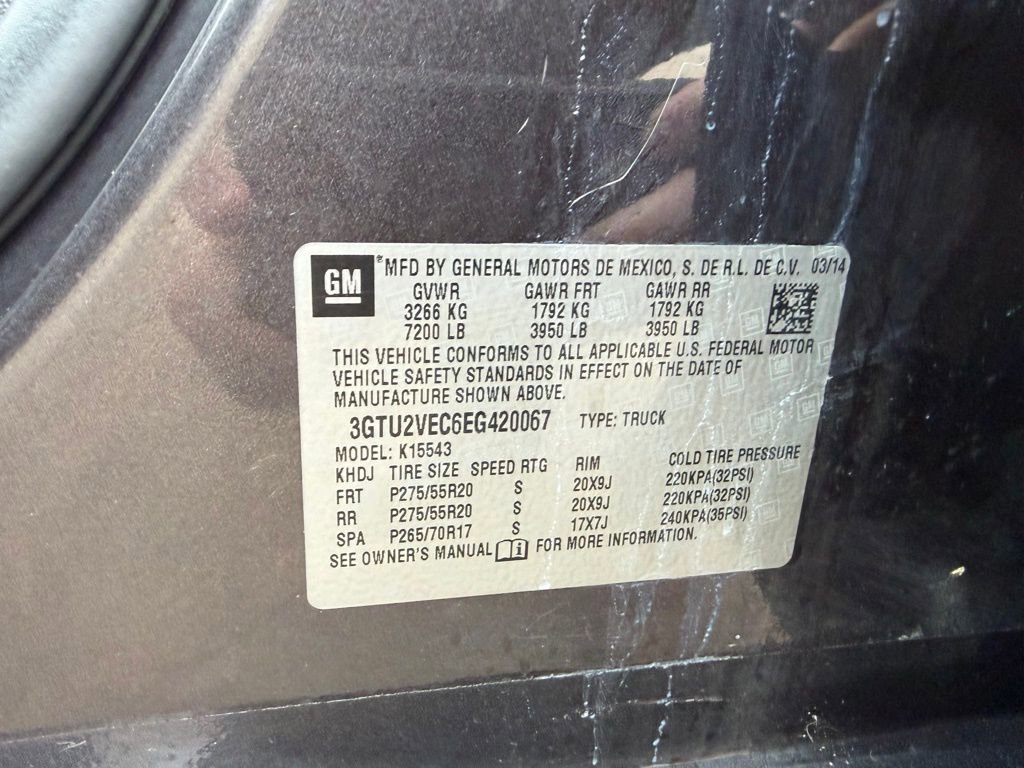 GM
MFD BY GENERAL MOTORS DE MEXICO, S. DE R.L. DE C.V. 03/14
GVWR GAWR FRT GAWR RR
3266 KG 1792 KG 1792 KG
7200 LB 3950 LB 3950 LB
THIS VEHICLE CONFORMS TO ALL APPLICABLE U.S. FEDERAL MOTOR
VEHICLE SAFETY STANDARDS IN EFFECT ON THE DATE OF
MANUFACTURE SHOWN ABOVE.
3GTU2VEC6EG420067 TYPE: TRUCK
MODEL: K15543
KHDJ TIRE SIZE SPEED RTG RIM COLD TIRE PRESSURE
FRT P275/55R20 S 20X9J 220KPA(32PSI)
RR P275/55R20 S 20X9J 220KPA(32PSI)
SPA P265/70R17 S 17X7J 240KPA(35PSI)
SEE OWNER'S MANUAL FOR MORE INFORMATION.